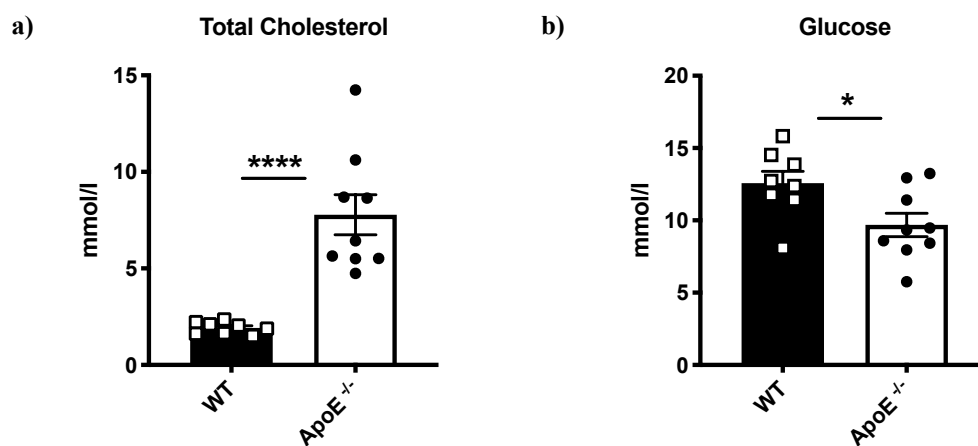 a)
Total Cholesterol
mmol/l
15
10
5
0
****
WT
ApoE -/-
b)
Glucose
mmol/l
20
15
10
5
0
*
WT
ApoE -/-